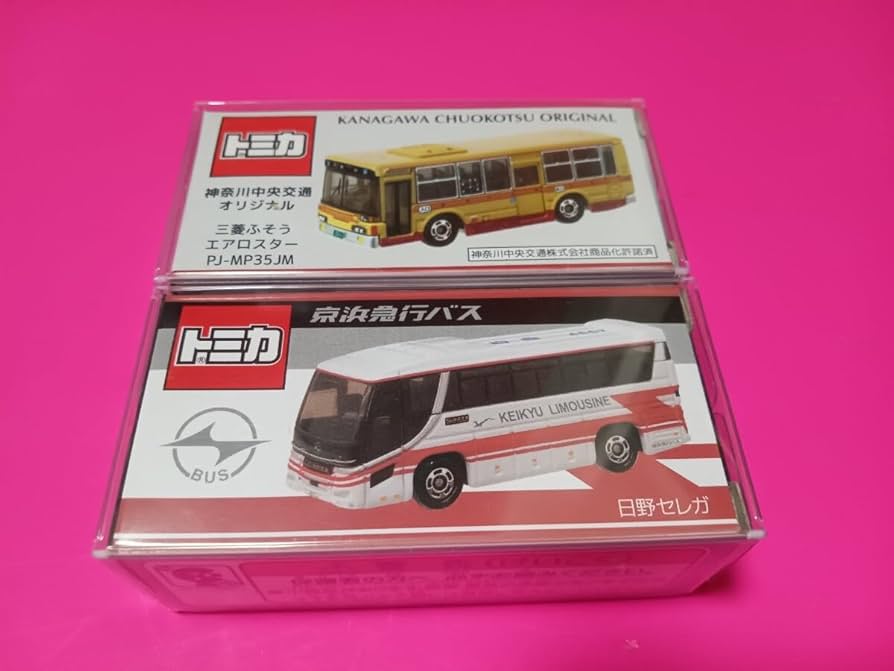 KANAGAWA CHUOKOTSU ORIGINAL
トミカ
神奈川中央交通
オリジナル
三菱ふそう
エアロスター
PJ-MP35JM
神奈川中央交通株式会社商品化許諾済
京浜急行バス
トミカ
BUS
KEIKYU LIMOUSINE
日野セレガ